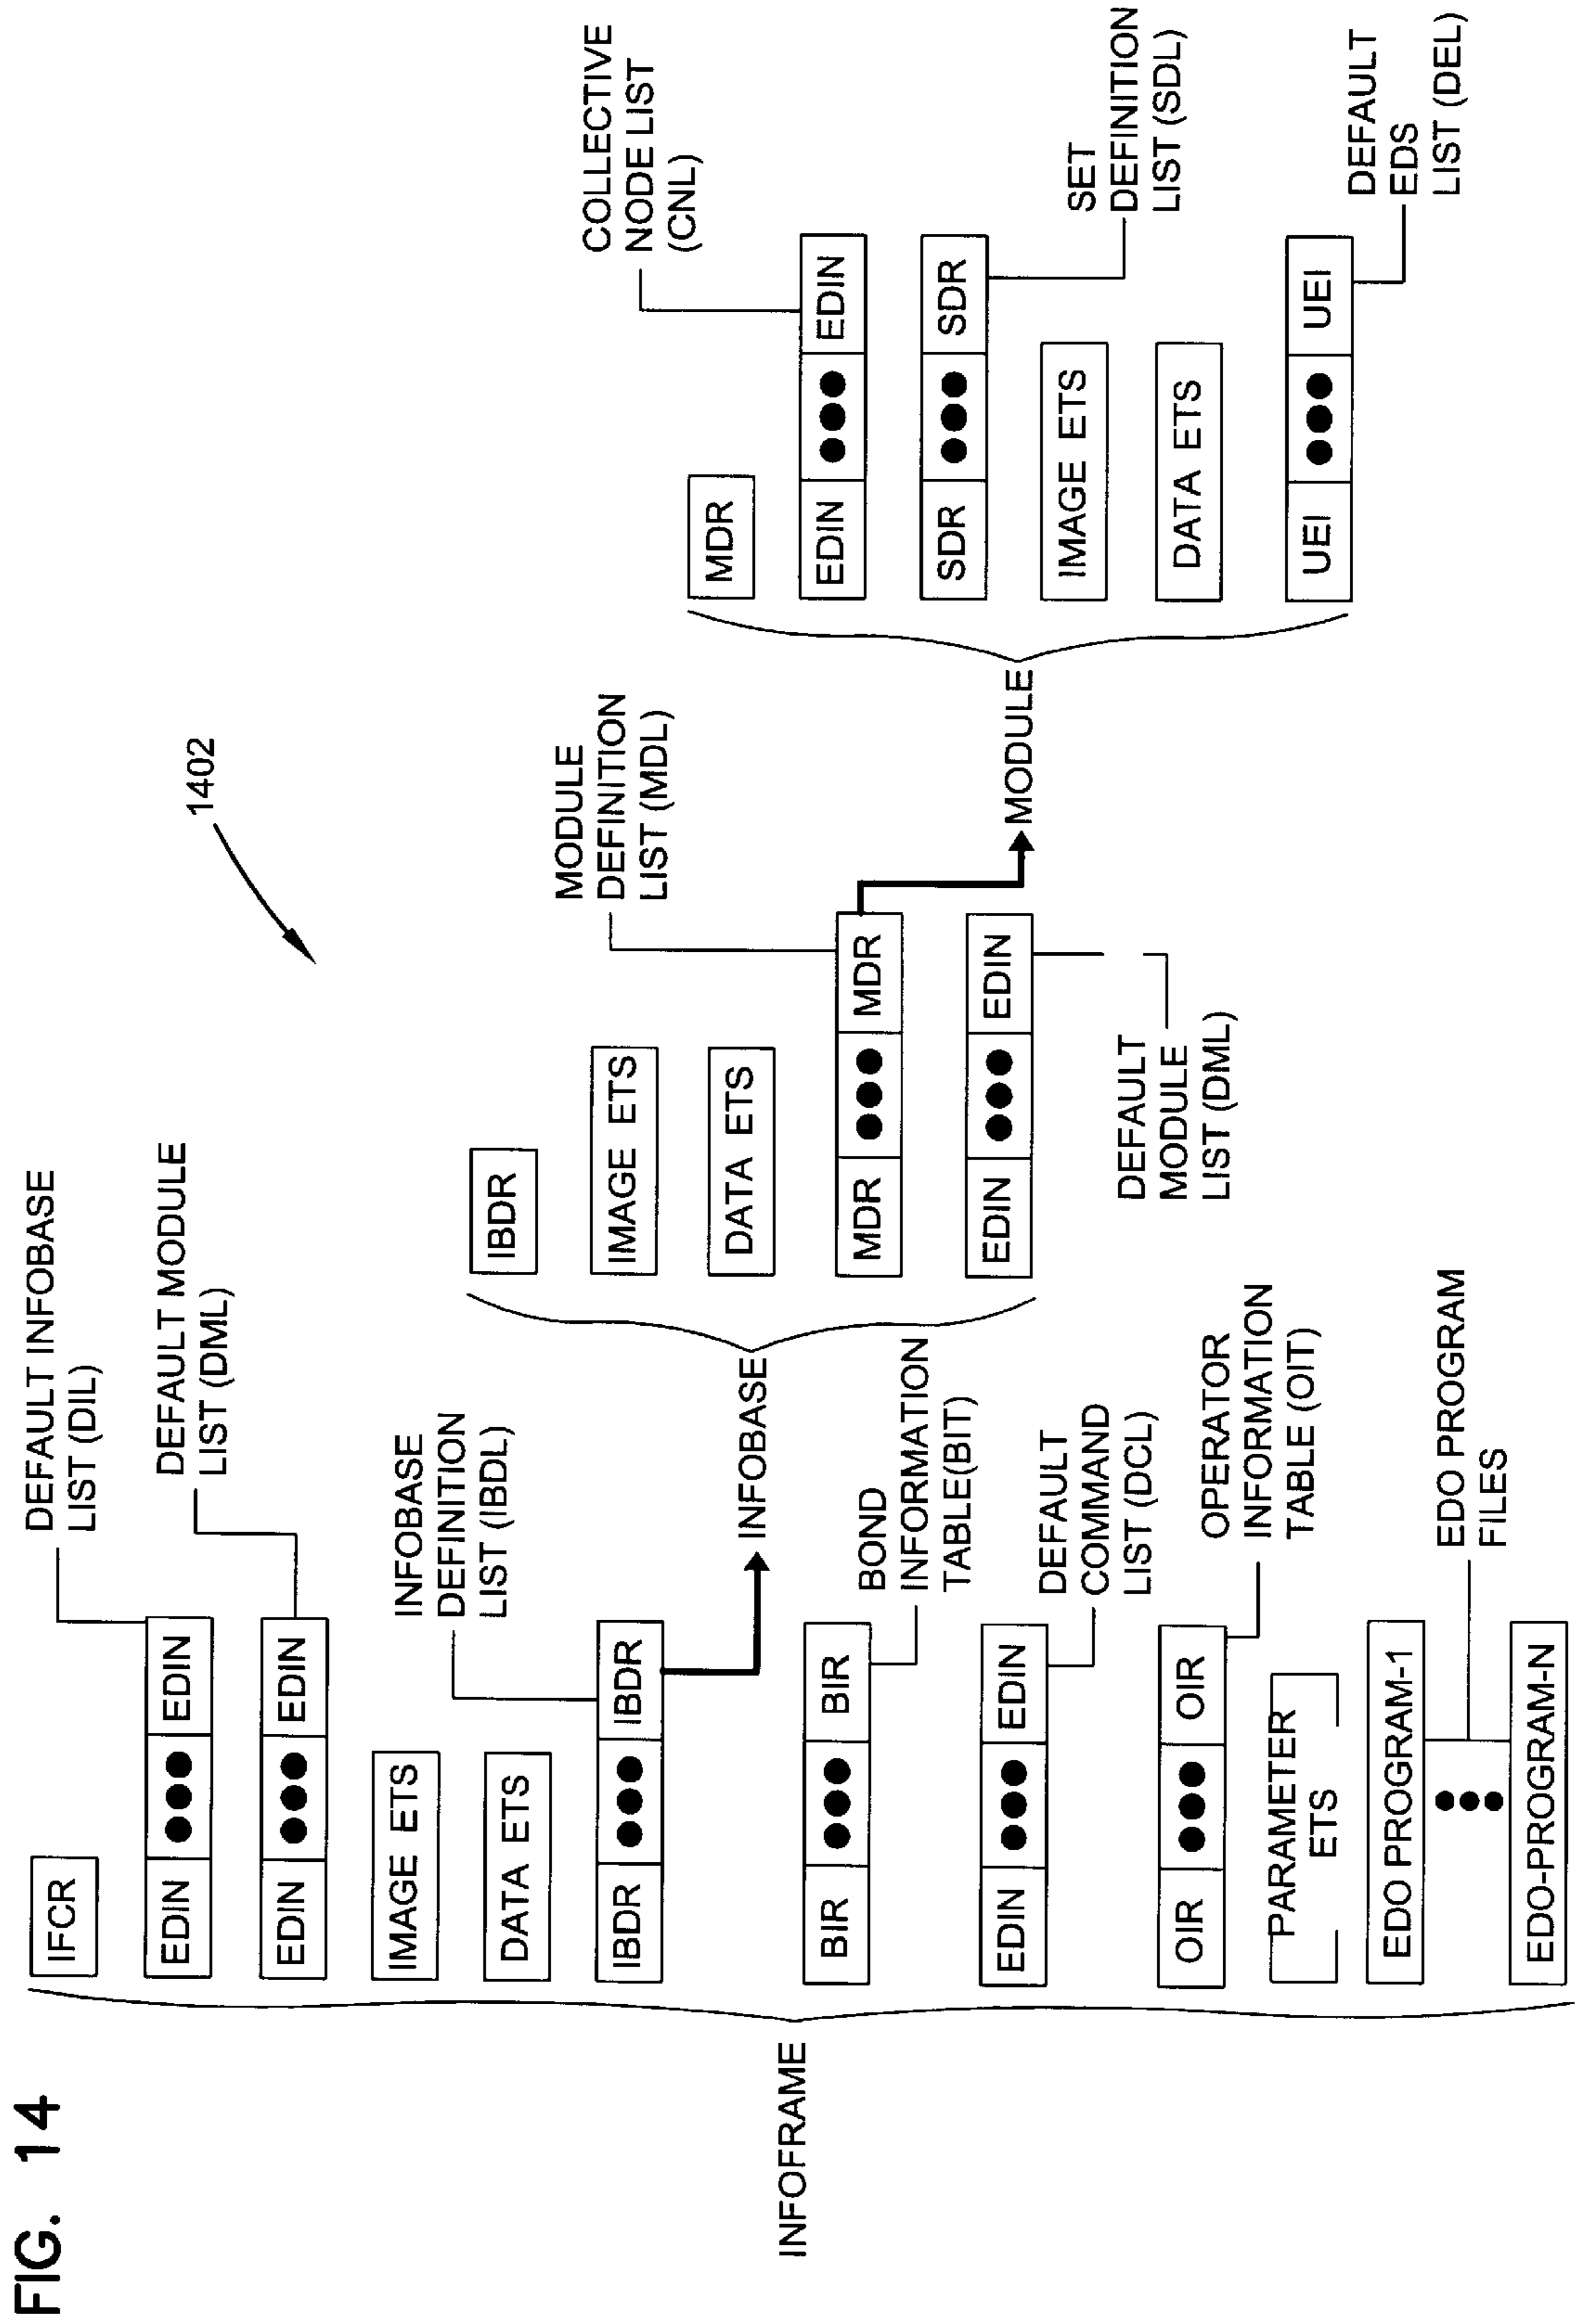 FIG. 14
1402
INFOFRAME
IFCR
EDIN ●●● EDIN
DEFAULT INFOBASE
LIST (DIL)
EDIN ●●● EDIN
DEFAULT MODULE
LIST (DML)
IMAGE ETS
DATA ETS
IBDR ●●● IBDR
INFOBASE
DEFINITION
LIST (IBDL)
BIR ●●● BIR
BOND
INFORMATION
TABLE(BIT)
EDIN ●●● EDIN
DEFAULT
COMMAND
LIST (DCL)
OIR ●●● OIR
OPERATOR
INFORMATION
TABLE (OIT)
PARAMETER
ETS
EDO PROGRAM-1
EDO-PROGRAM-N
EDO PROGRAM
FILES
INFOBASE
IBDR
IMAGE ETS
DATA ETS
MDR ●●● MDR
MODULE
DEFINITION
LIST (MDL)
EDIN ●●● EDIN
DEFAULT
MODULE
LIST (DML)
MODULE
MDR
EDIN ●●● EDIN
COLLECTIVE
NODE LIST
(CNL)
SDR ●●● SDR
SET
DEFINITION
LIST (SDL)
IMAGE ETS
DATA ETS
UEI ●●● UEI
DEFAULT
EDS
LIST (DEL)